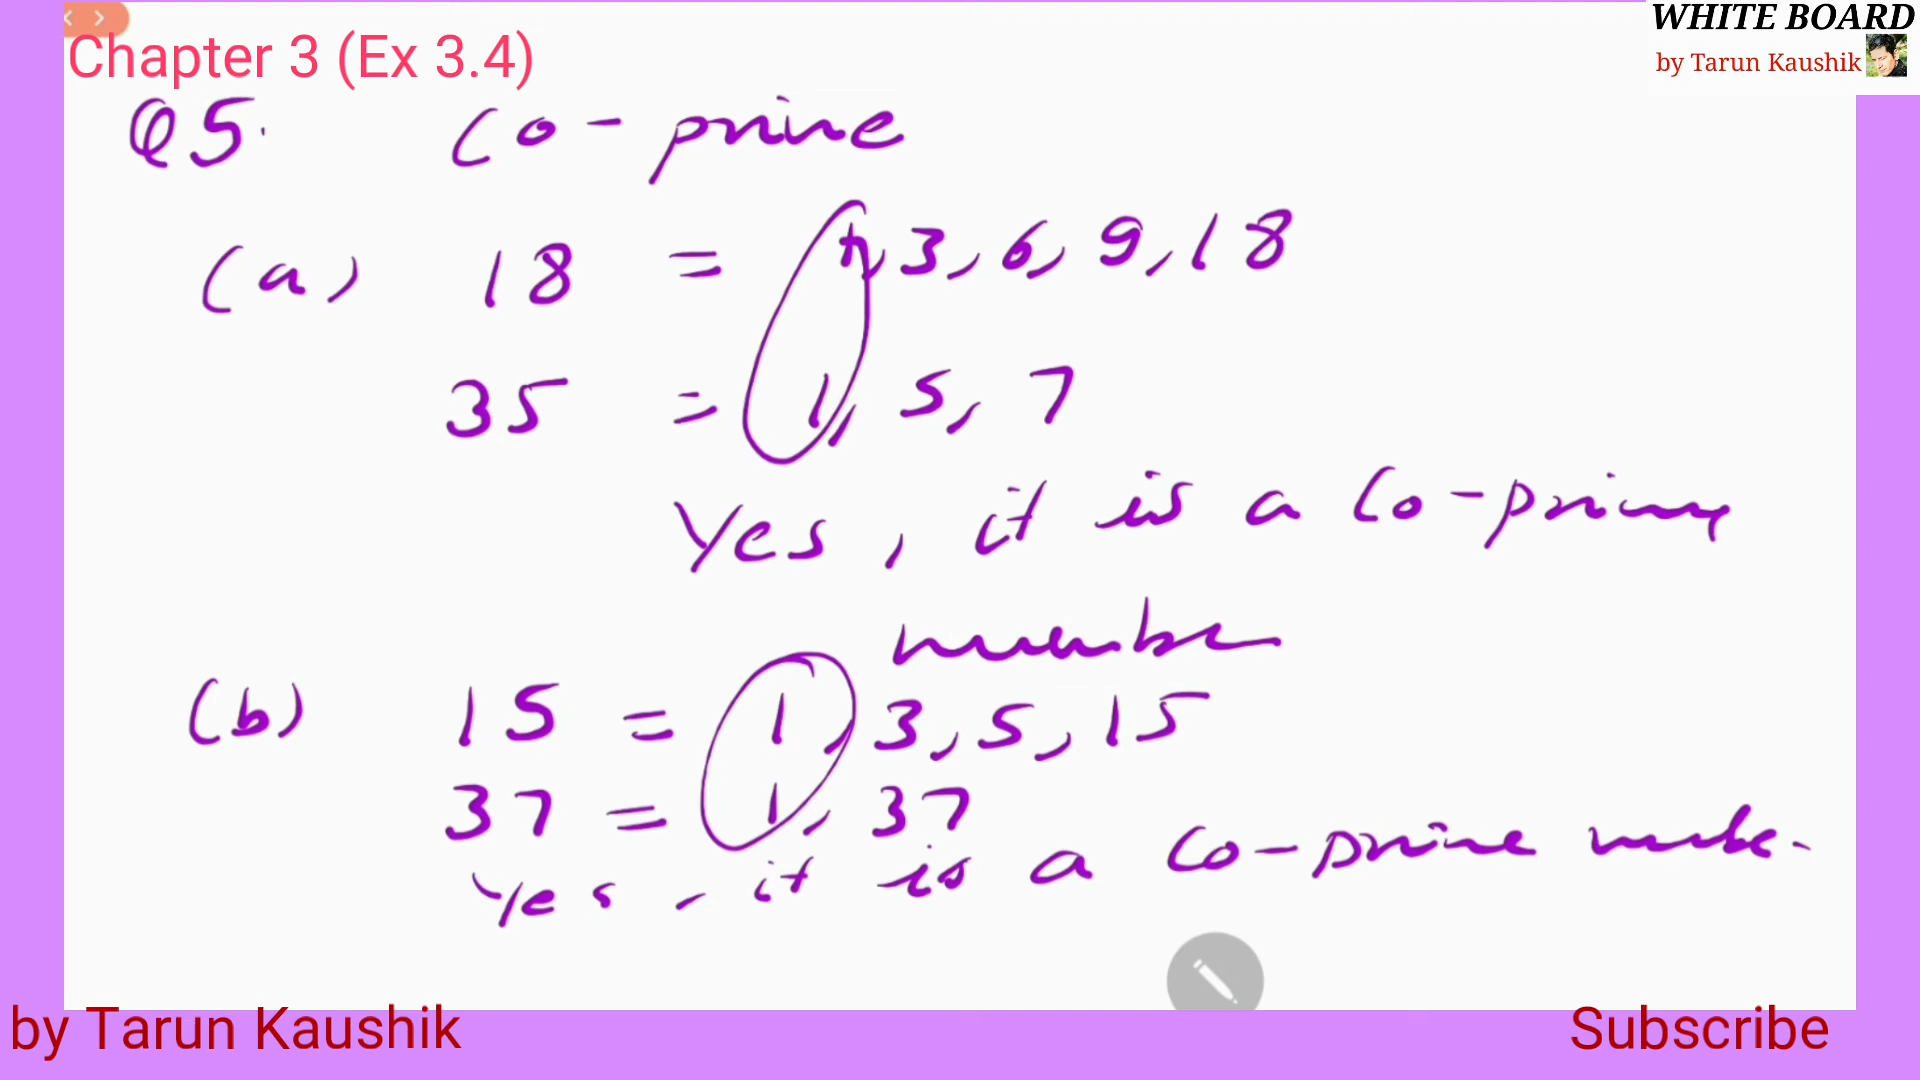 WHITE BOARD
by Tarun Kaushik
Chapter 3 (Ex 3.4)
Q5. Co-prime
(a) 18 = 1, 3, 6, 9, 18
35 = 1, 5, 7
Yes, it is a Co-prime
number
(b) 15 = 1, 3, 5, 15
37 = 1, 37
Yes, it is a Co-prime number.
by Tarun Kaushik
Subscribe